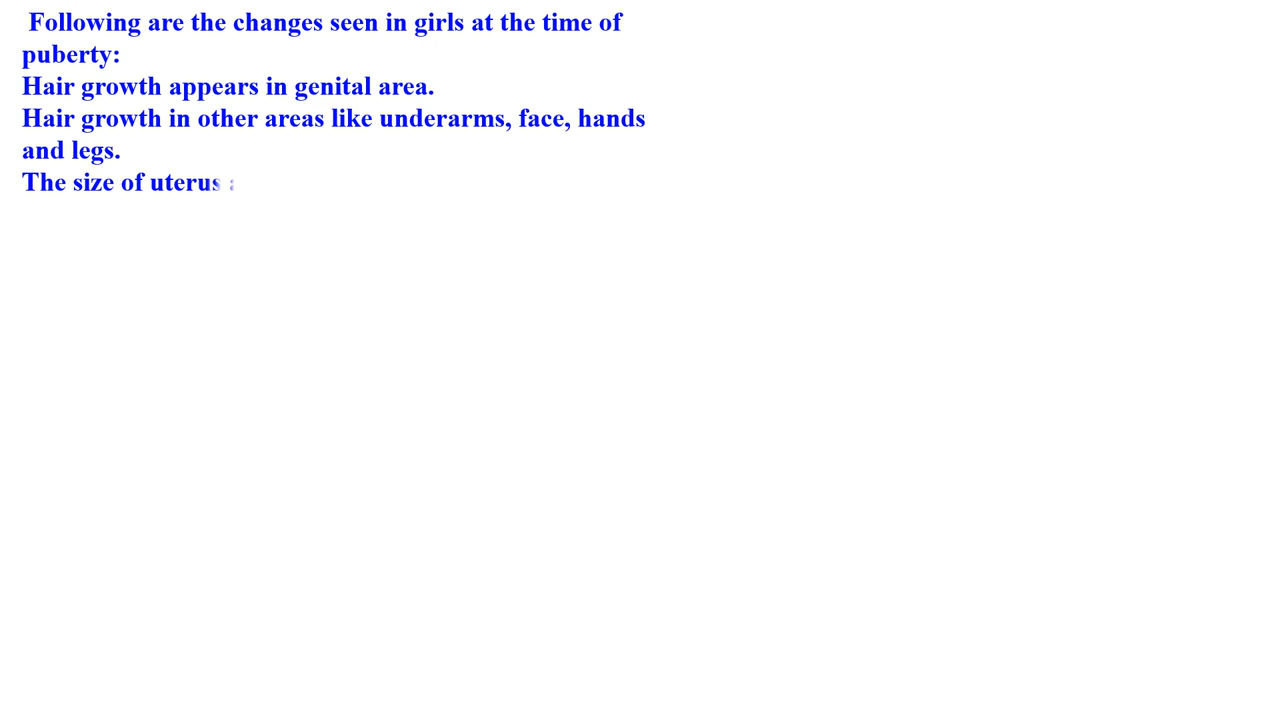 Following are the changes seen in girls at the time of
puberty:
Hair growth appears in genital area.
Hair growth in other areas like underarms, face, hands
and legs.
The size of uterus